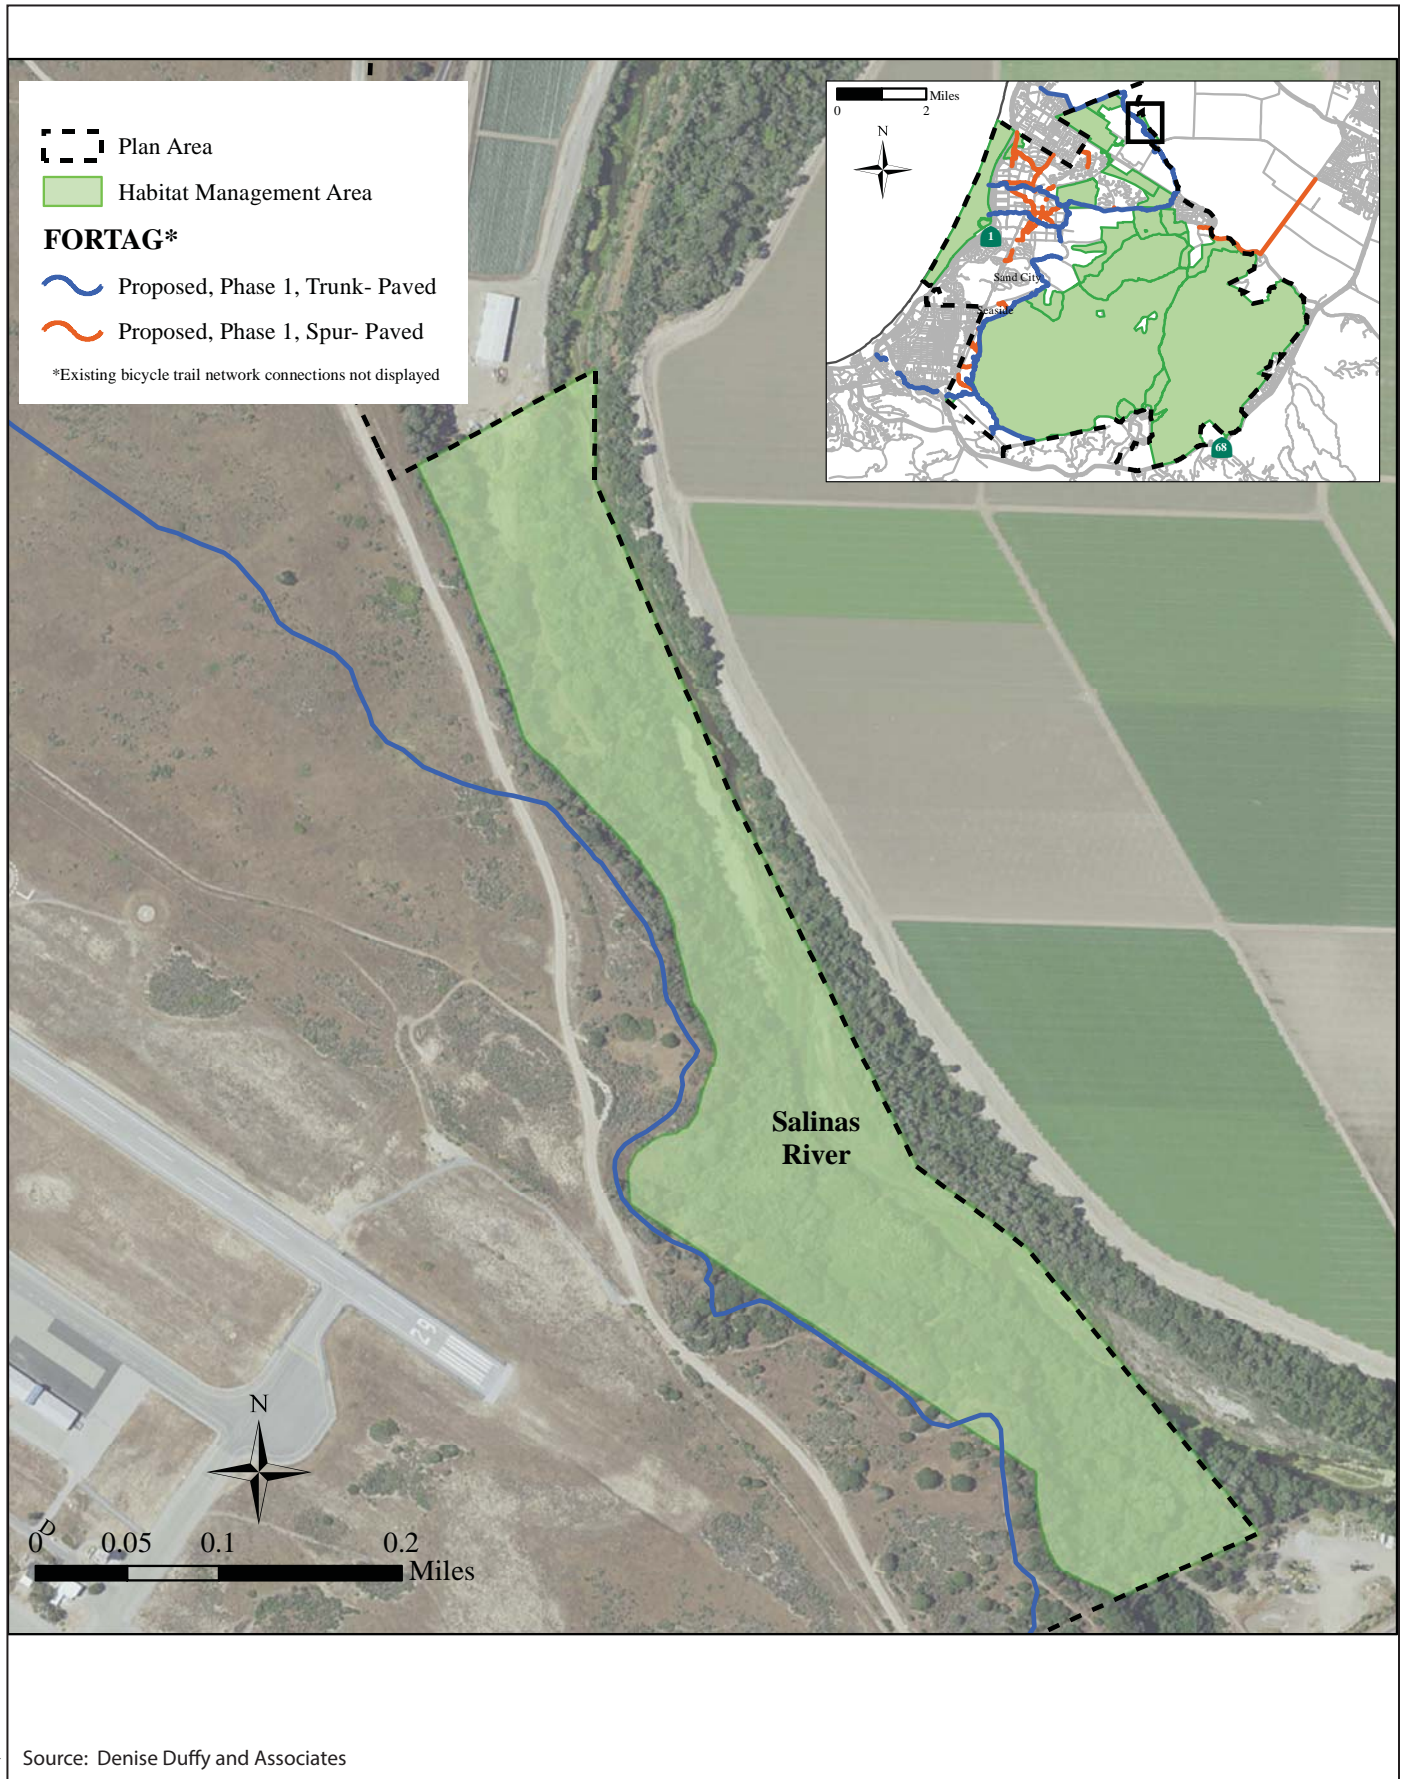 Plan Area
Habitat Management Area
FORTAG*
Proposed, Phase 1, Trunk- Paved
Proposed, Phase 1, Spur- Paved
*Existing bicycle trail network connections not displayed
Miles
0 2
N
1
Sand City
Seaside
68
Salinas
River
29
N
D
0 0.05 0.1 0.2
Miles
Source: Denise Duffy and Associates